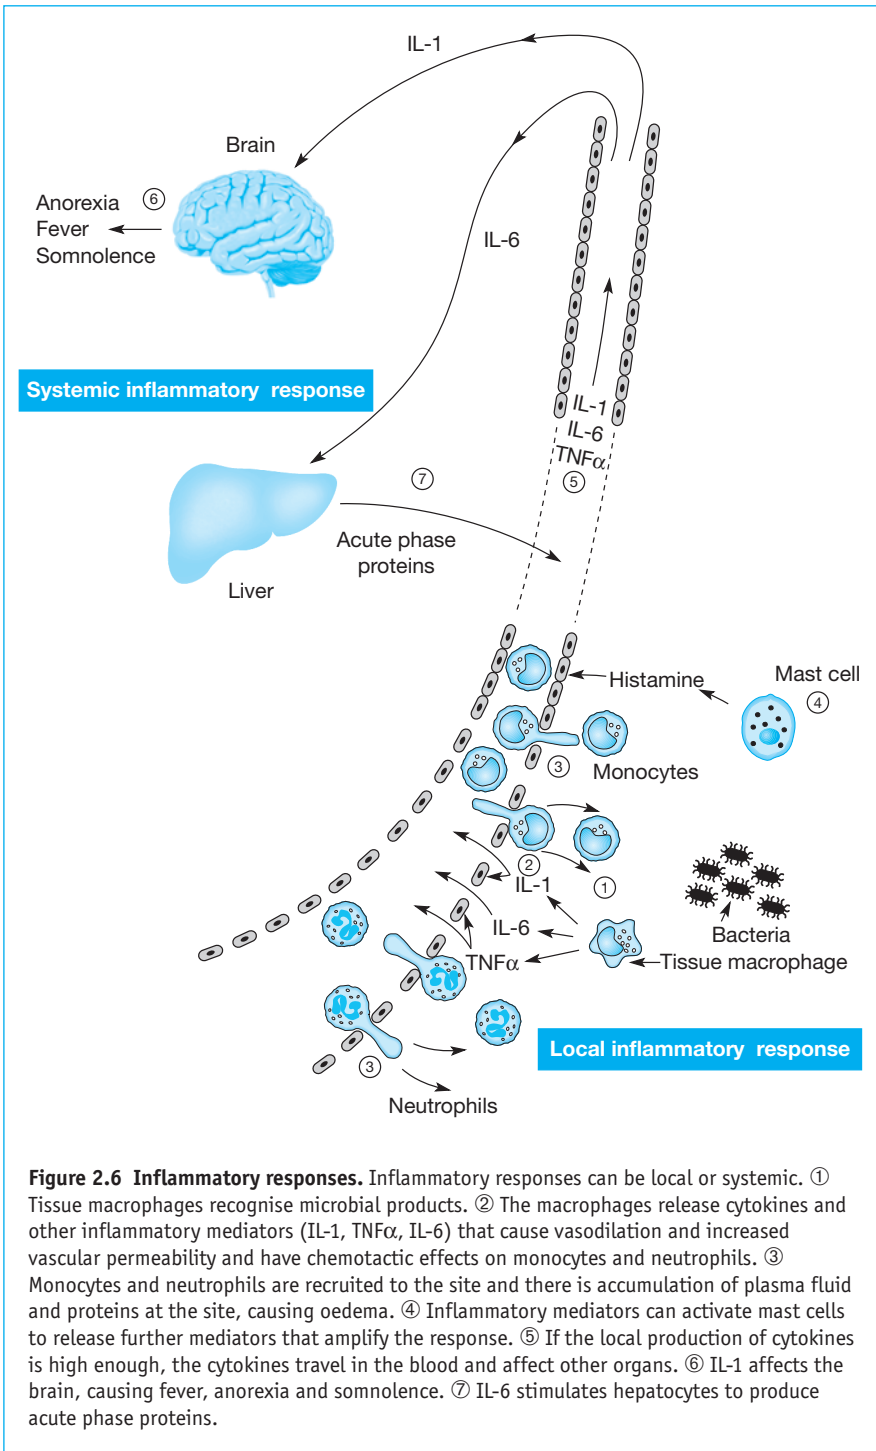 IL-1
Brain
Anorexia ⑥
Fever
Somnolence
IL-6
Systemic inflammatory response
IL-1
IL-6
TNFα
⑤
⑦
Acute phase
proteins
Liver
Histamine
Mast cell
④
③
Monocytes
②
IL-1
①
IL-6
Bacteria
TNFα
Tissue macrophage
Local inflammatory response
③
Neutrophils
Figure 2.6 Inflammatory responses. Inflammatory responses can be local or systemic. ①
Tissue macrophages recognise microbial products. ② The macrophages release cytokines and
other inflammatory mediators (IL-1, TNFα, IL-6) that cause vasodilation and increased
vascular permeability and have chemotactic effects on monocytes and neutrophils. ③
Monocytes and neutrophils are recruited to the site and there is accumulation of plasma fluid
and proteins at the site, causing oedema. ④ Inflammatory mediators can activate mast cells
to release further mediators that amplify the response. ⑤ If the local production of cytokines
is high enough, the cytokines travel in the blood and affect other organs. ⑥ IL-1 affects the
brain, causing fever, anorexia and somnolence. ⑦ IL-6 stimulates hepatocytes to produce
acute phase proteins.